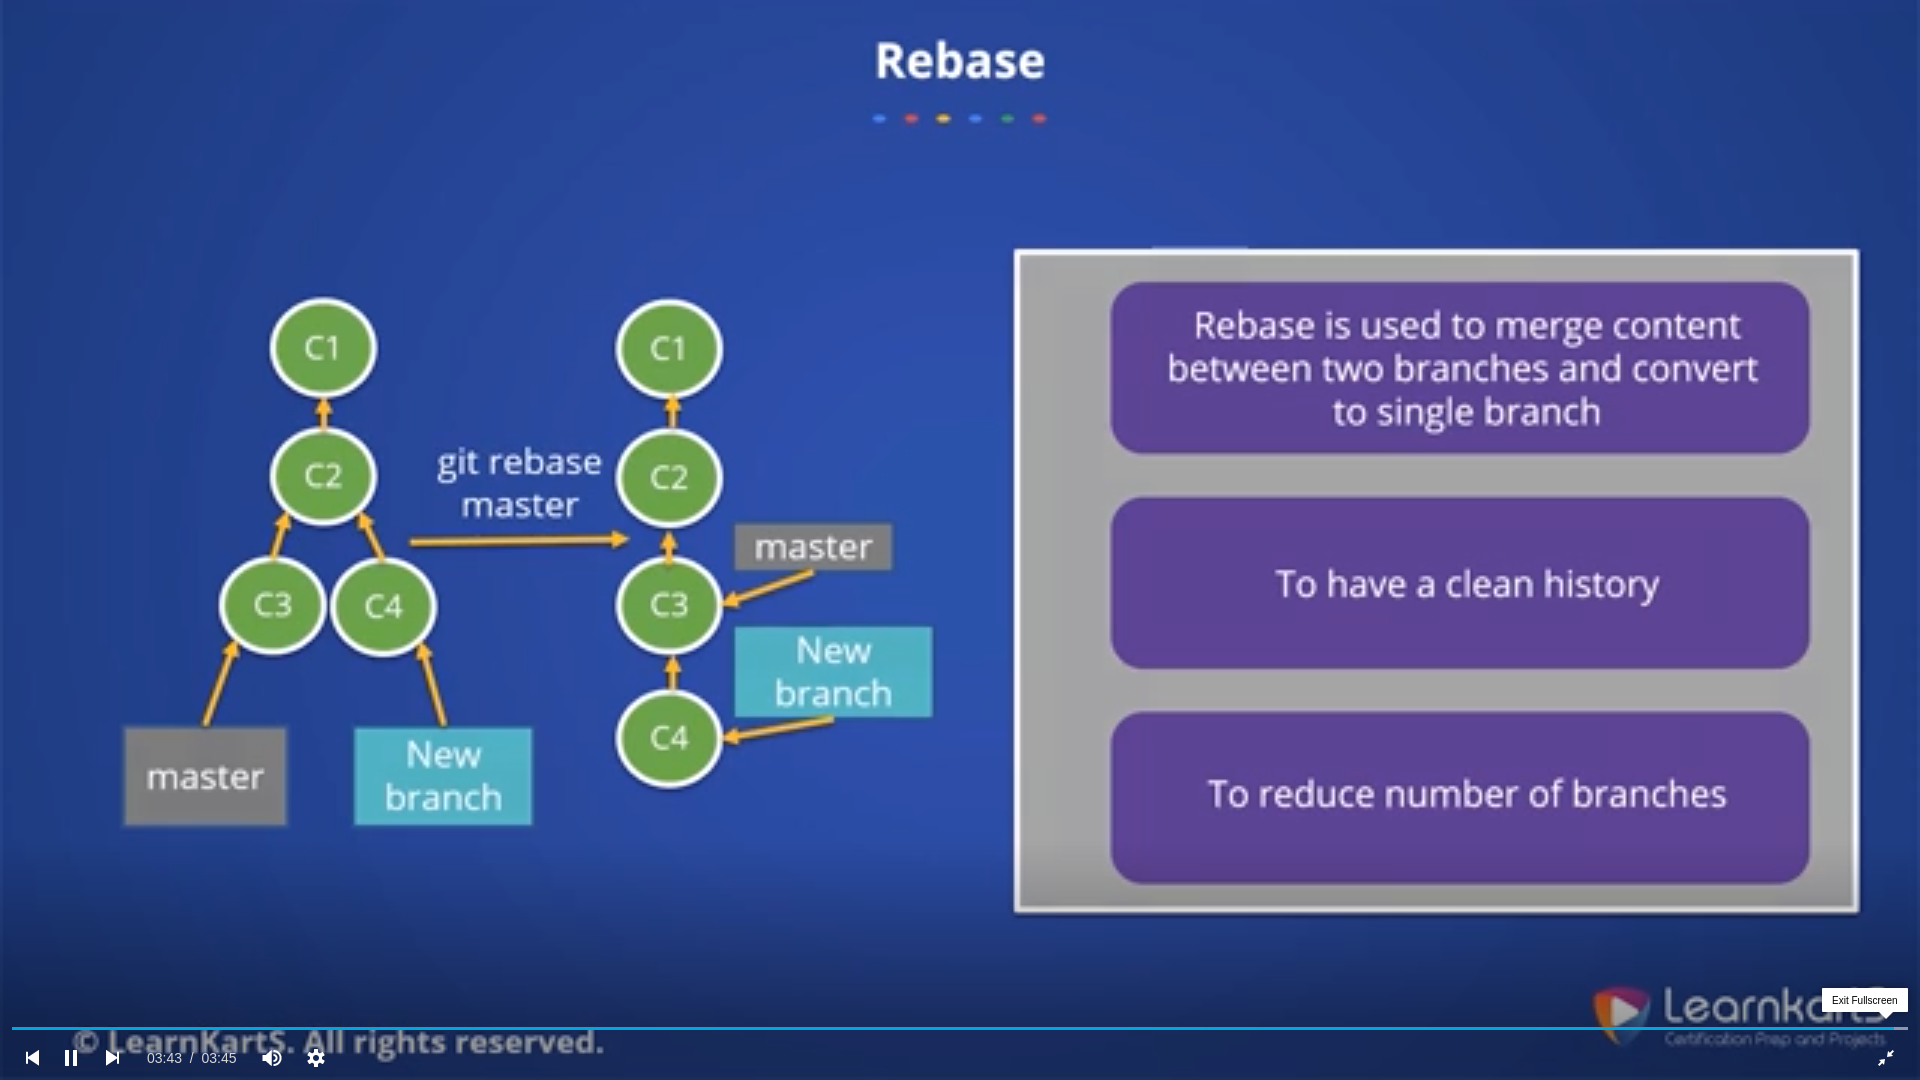 Rebase
C1
C2
C3
C4
master
New
branch
git rebase
master
C1
C2
C3
C4
master
New
branch
Rebase is used to merge content
between two branches and convert
to single branch
To have a clean history
To reduce number of branches
LearnkartS
Certification Prep and Projects
Exit Fullscreen
© LearnKartS. All rights reserved.
03:43 / 03:45